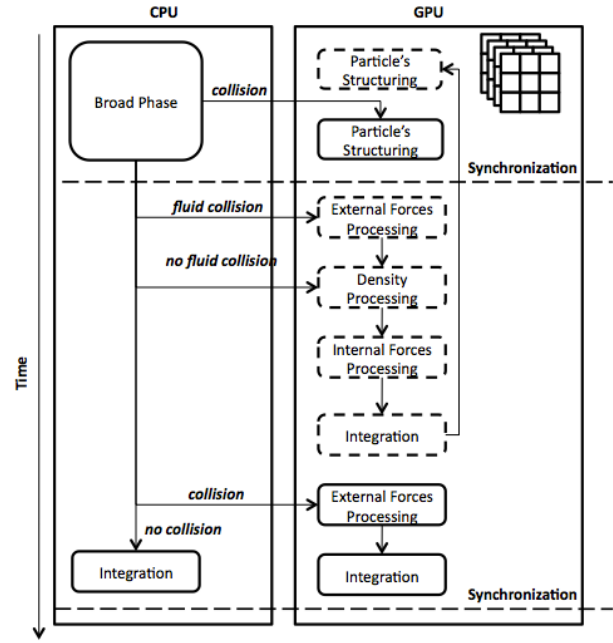 CPU
GPU
Broad Phase
collision
Particle's
Structuring
Particle's
Structuring
Synchronization
fluid collision
External Forces
Processing
no fluid collision
Density
Processing
Internal Forces
Processing
Time
Integration
collision
External Forces
Processing
no collision
Integration
Integration
Synchronization